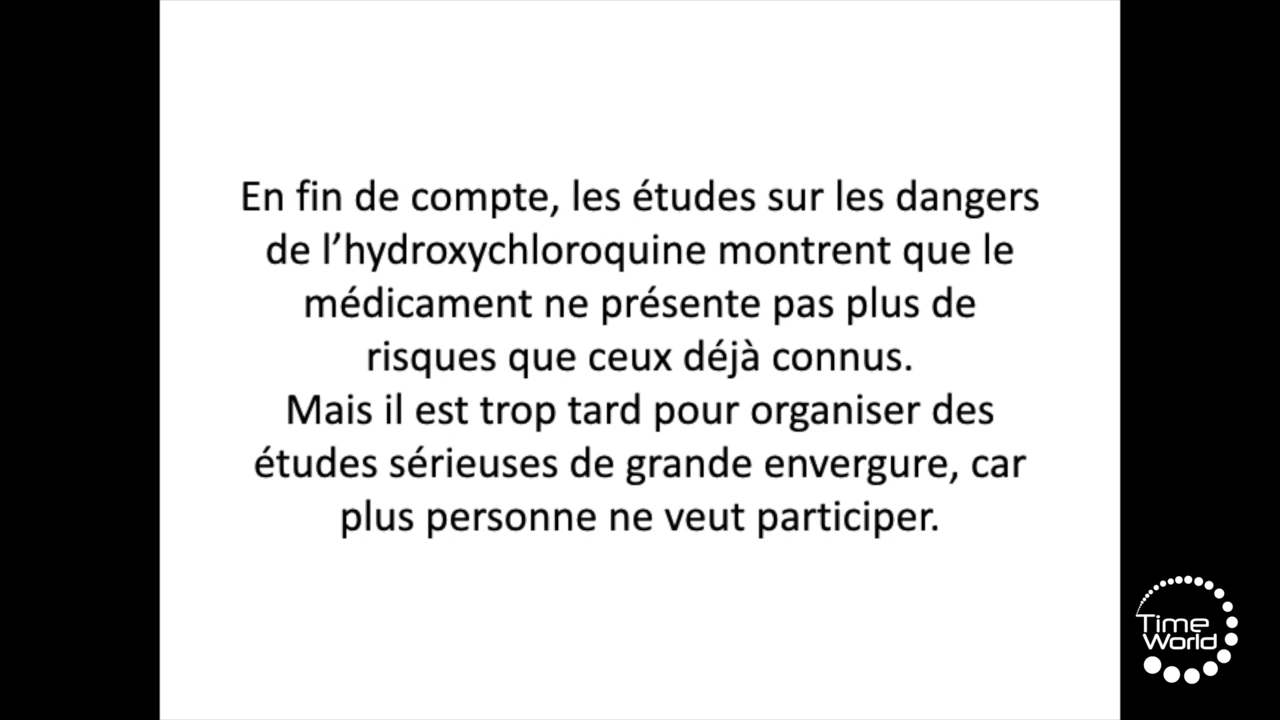 En fin de compte, les études sur les dangers
de l’hydroxychloroquine montrent que le
médicament ne présente pas plus de
risques que ceux déjà connus.
Mais il est trop tard pour organiser des
études sérieuses de grande envergure, car
plus personne ne veut participer.
Time
World